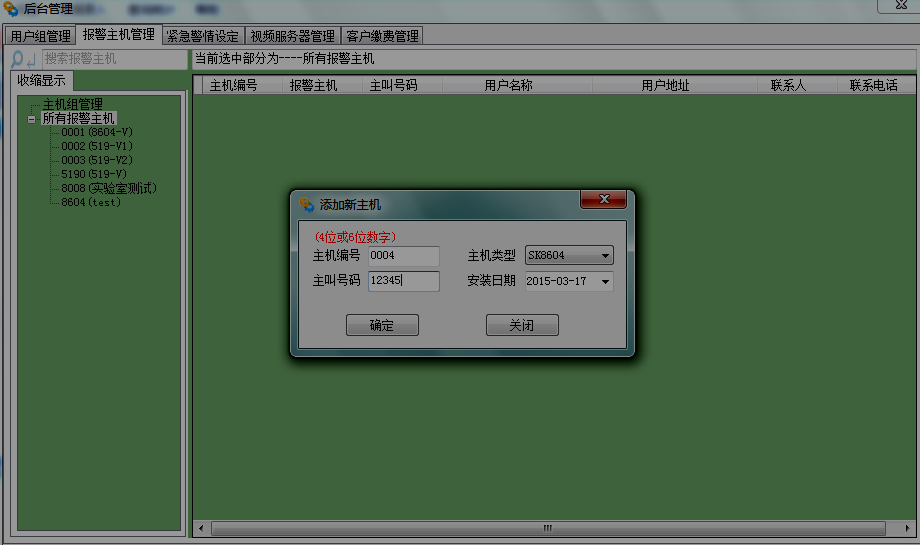 后台管理
用户组管理 报警主机管理 紧急警情设定 视频服务器管理 客户缴费管理
搜索报警主机 当前选中部分为----所有报警主机
收缩显示
主机编号 报警主机 主叫号码 用户名称 用户地址 联系人 联系电话
主机组管理
所有报警主机
0001(8604-V)
0002(519-V1)
0003(519-V2)
5190(519-V)
8008(实验室测试)
8604(test)
添加新主机
(4位或6位数字)
主机编号 0004 主机类型 SK8604
主叫号码 12345 安装日期 2015-03-17
确定 关闭